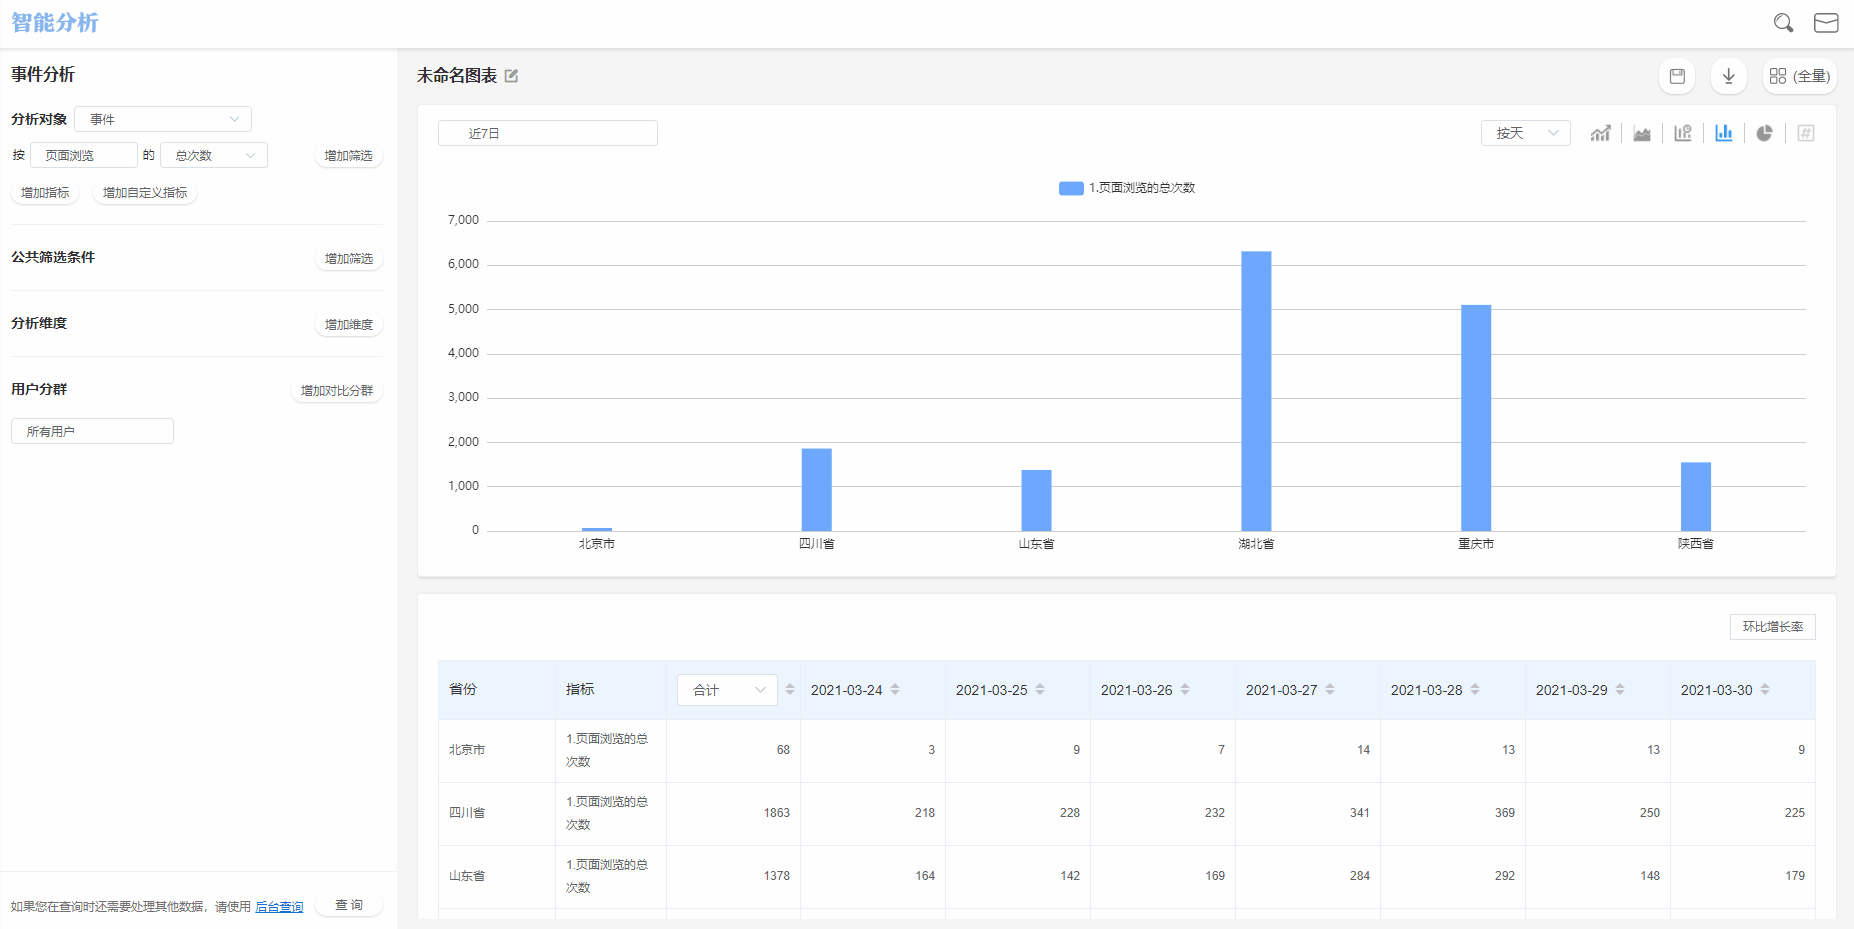 智能分析
事件分析
分析对象 事件
按 页面浏览 的 总次数 增加筛选
增加指标 增加自定义指标
公共筛选条件 增加筛选
分析维度 增加维度
用户分群 增加对比分群
所有用户
如果您在查询时还需要处理其他数据，请使用 后台查询 查 询
未命名图表 (全量)
近7日 按天
1.页面浏览的总次数
7,000
6,000
5,000
4,000
3,000
2,000
1,000
0
北京市 四川省 山东省 湖北省 重庆市 陕西省
环比增长率
省份 指标 合计 2021-03-24 2021-03-25 2021-03-26 2021-03-27 2021-03-28 2021-03-29 2021-03-30
北京市 1.页面浏览的总次数 68 3 9 7 14 13 13 9
四川省 1.页面浏览的总次数 1863 218 228 232 341 369 250 225
山东省 1.页面浏览的总次数 1378 164 142 169 284 292 148 179